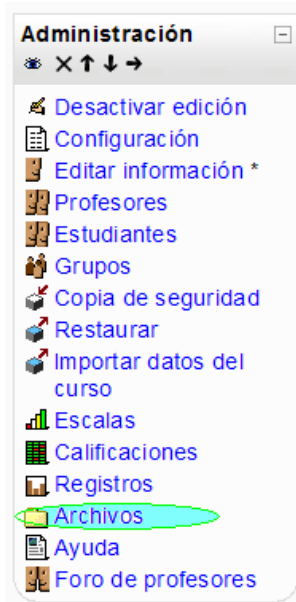 Administración
Desactivar edición
Configuración
Editar información *
Profesores
Estudiantes
Grupos
Copia de seguridad
Restaurar
Importar datos del
curso
Escalas
Calificaciones
Registros
Archivos
Ayuda
Foro de profesores